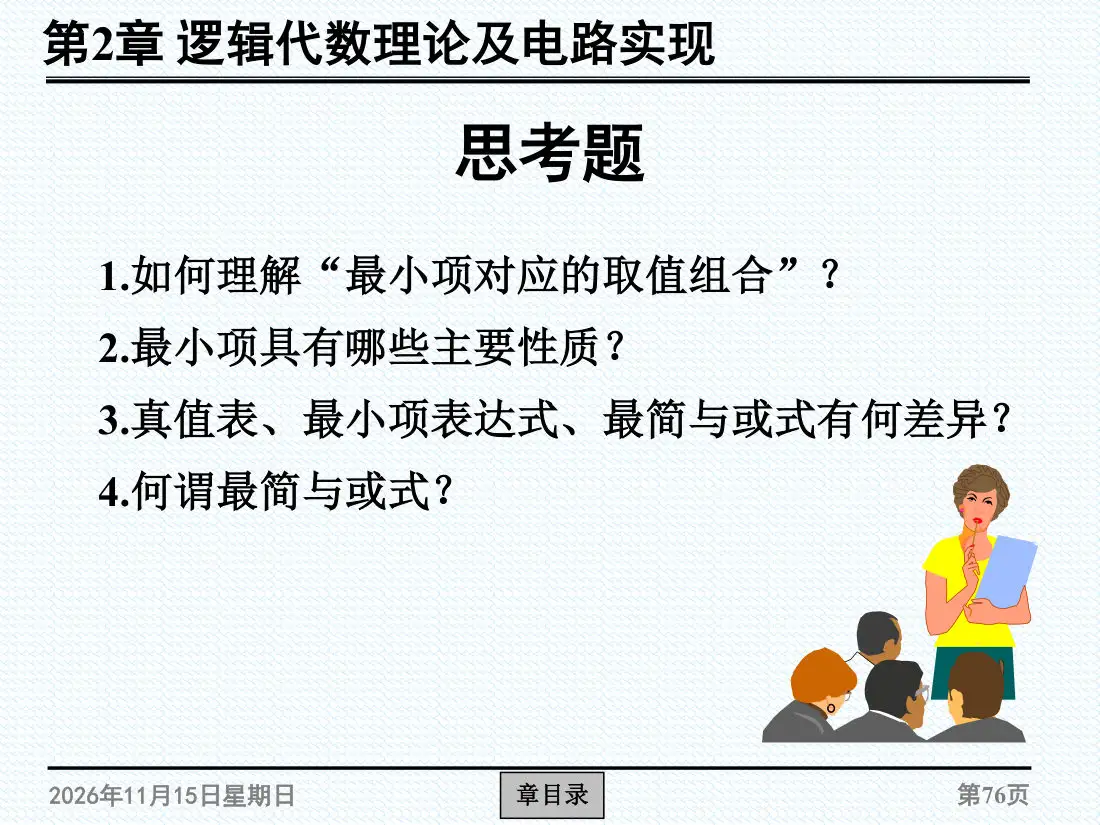 第2章 逻辑代数理论及电路实现
思考题
1.如何理解“最小项对应的取值组合”？
2.最小项具有哪些主要性质？
3.真值表、最小项表达式、最简与或式有何差异？
4.何谓最简与或式？
2026年11月15日星期日
章目录
第76页